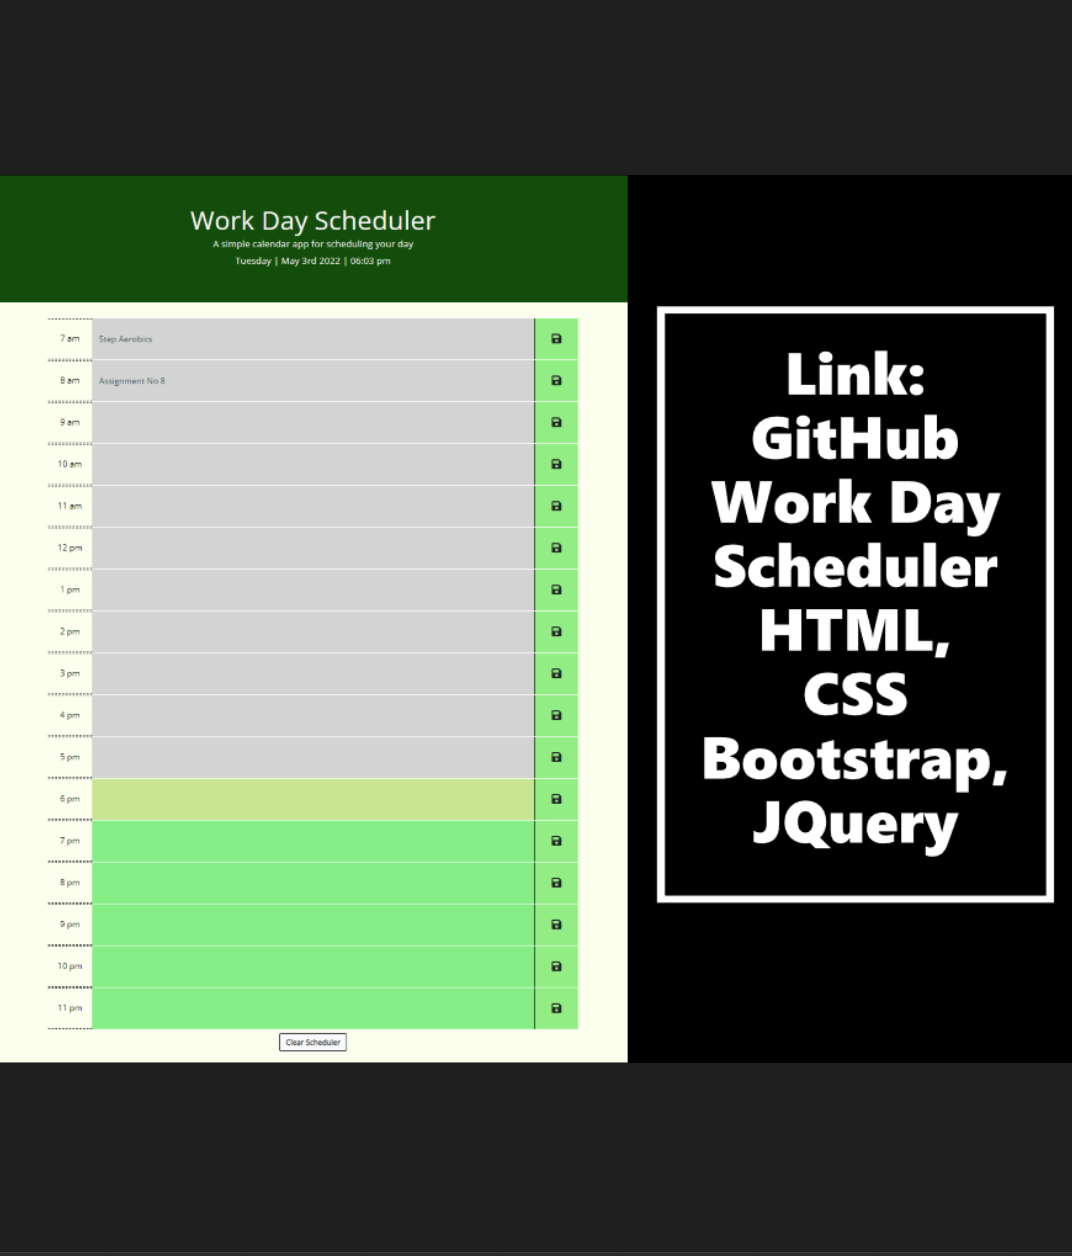 Work Day Scheduler
A simple calendar app for scheduling your day
Tuesday | May 3rd 2022 | 06:03 pm
7 am Step Aerobics
8 am Assignment No 8
9 am
10 am
11 am
12 pm
1 pm
2 pm
3 pm
4 pm
5 pm
6 pm
7 pm
8 pm
9 pm
10 pm
11 pm
Clear Scheduler
Link:
GitHub
Work Day
Scheduler
HTML,
CSS
Bootstrap,
JQuery